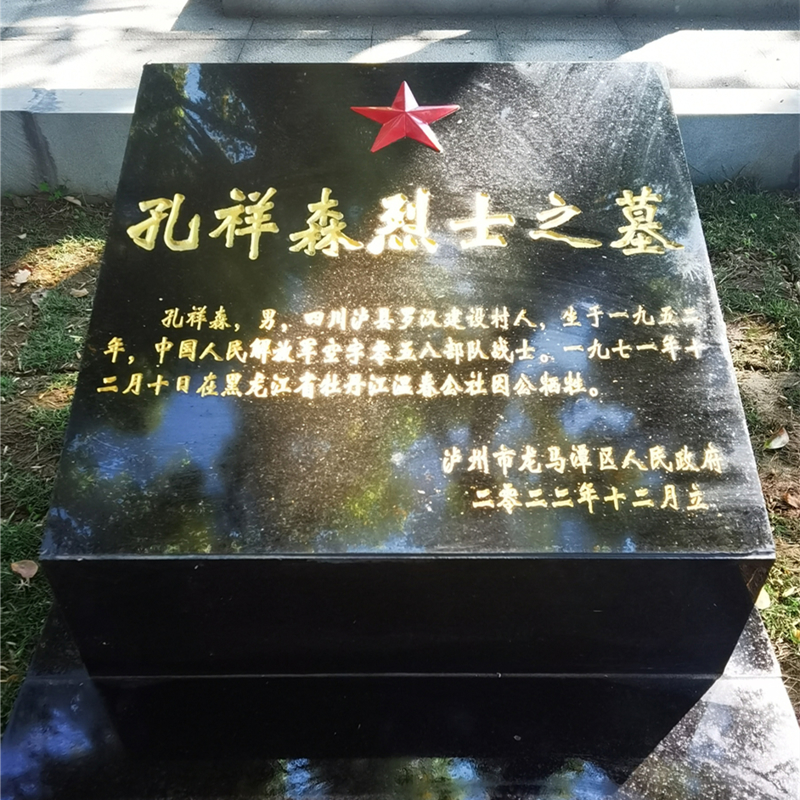 孔祥森烈士之墓
孔祥森，男，四川泸县罗汉建设村人，生于一九五二
年，中国人民解放军空字零五八部队战士。一九七一年十
二月十日在黑龙江省牡丹江温春公社因公牺牲。
泸州市龙马潭区人民政府
二零二二年十二月立